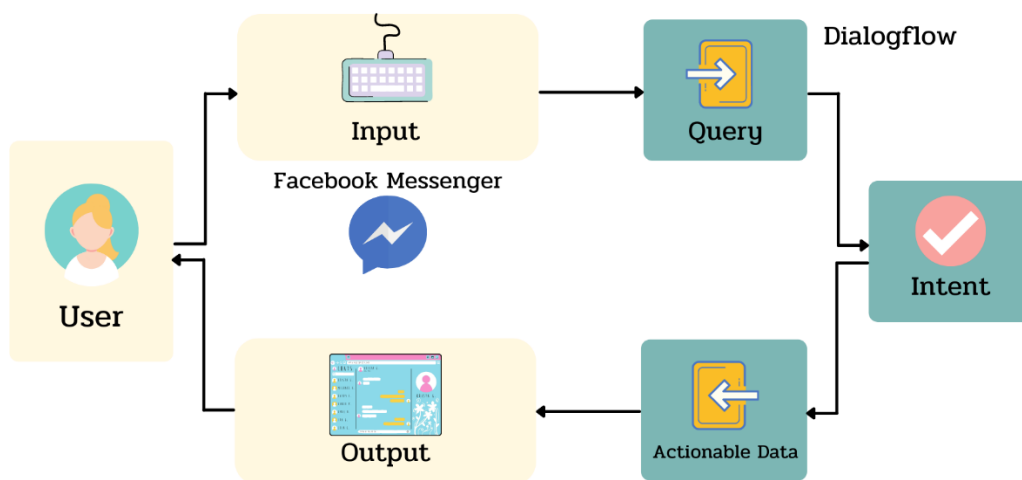 Dialogflow
Input
Query
Facebook Messenger
User
Intent
Output
Actionable Data